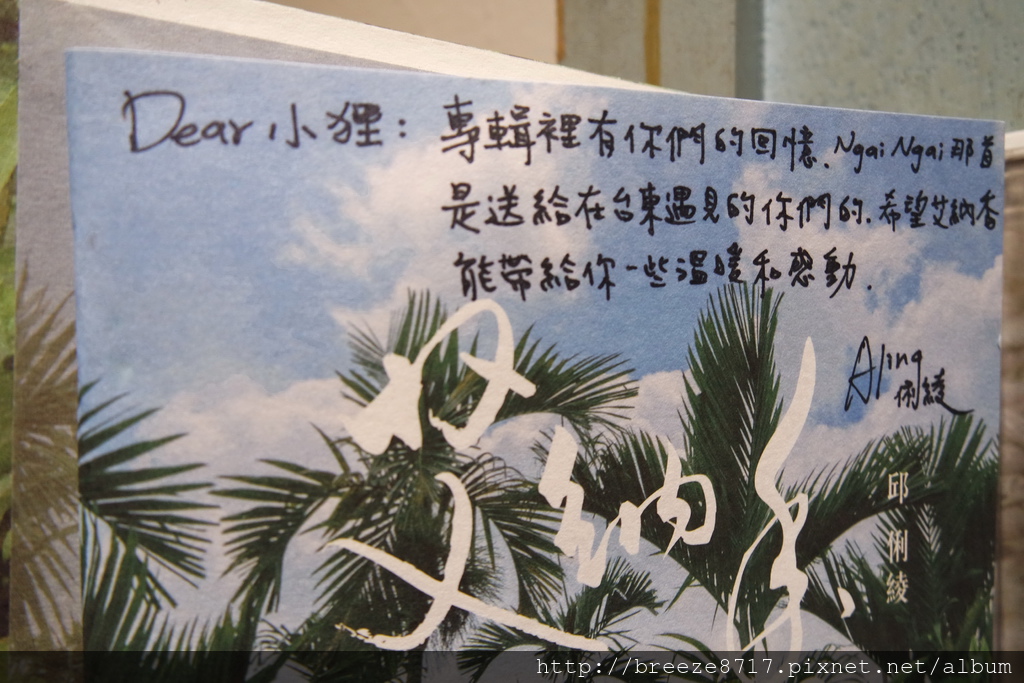 Dear 小狸：專輯裡有你們的回憶．Ngai Ngai 那首
是送給在台東遇見的你們的．希望艾納香
能帶給你一些溫暖和感動．
Aling
俐綾
艾納香
邱俐綾
http://breeze8717.pixnet.net/album